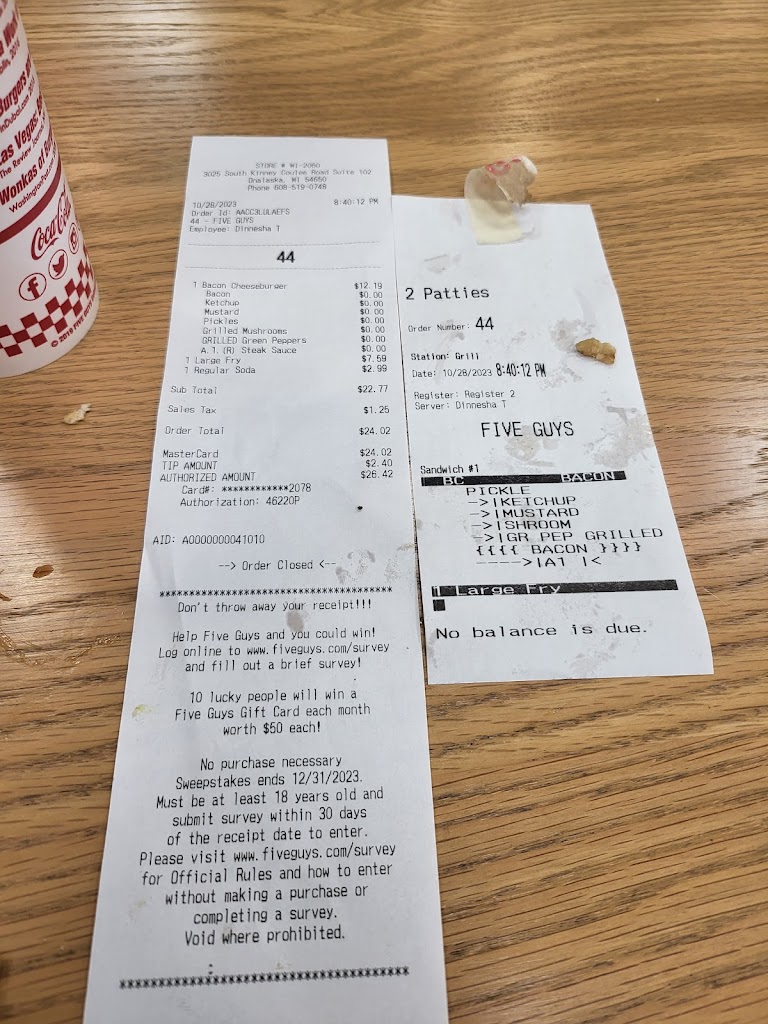 Burgers
inDubai.com
Las Vegas
The Review Journal
Wonkas of
Washington
Coca-Cola
© 2019 FIVE GUYS
STORE # WI-2050
3025 South Kinney Coulee Road Suite 102
Onalaska, WI 54650
Phone 608-519-0748
10/28/2023 8:40:12 PM
Order Id: AACC3LULAEFS
44 - FIVE GUYS
Employee: Dinnesha T
44
1 Bacon Cheeseburger $12.19
Bacon $0.00
Ketchup $0.00
Mustard $0.00
Pickles $0.00
Grilled Mushrooms $0.00
GRILLED Green Peppers $0.00
A.1.(R) Steak Sauce $0.00
1 Large Fry $7.59
1 Regular Soda $2.99
Sub Total $22.77
Sales Tax $1.25
Order Total $24.02
MasterCard $24.02
TIP AMOUNT $2.40
AUTHORIZED AMOUNT $26.42
Card#: ************2078
Authorization: 46220P
AID: A0000000041010
--> Order Closed <--
****************************************
Don't throw away your receipt!!!
Help Five Guys and you could win!
Log online to www.fiveguys.com/survey
and fill out a brief survey!
10 lucky people will win a
Five Guys Gift Card each month
worth $50 each!
No purchase necessary
Sweepstakes ends 12/31/2023.
Must be at least 18 years old and
submit survey within 30 days
of the receipt date to enter.
Please visit www.fiveguys.com/survey
for Official Rules and how to enter
without making a purchase or
completing a survey.
Void where prohibited.
****************************************
2 Patties
Order Number: 44
Station: Grill
Date: 10/28/2023 8:40:12 PM
Register: Register 2
Server: Dinnesha T
FIVE GUYS
Sandwich #1
BC BACON
PICKLE
->|KETCHUP
->|MUSTARD
->|SHROOM
->|GR PEP GRILLED
{{{{ BACON }}}}
---->|A1 |<
1 Large Fry
No balance is due.